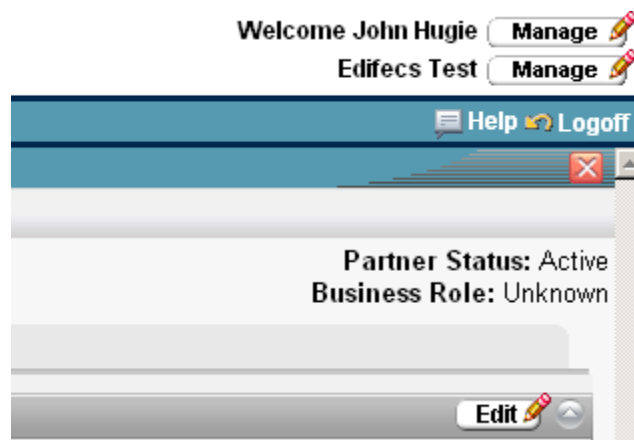 Welcome John Hugie Manage
Edifecs Test Manage
Help Logoff
Partner Status: Active
Business Role: Unknown
Edit